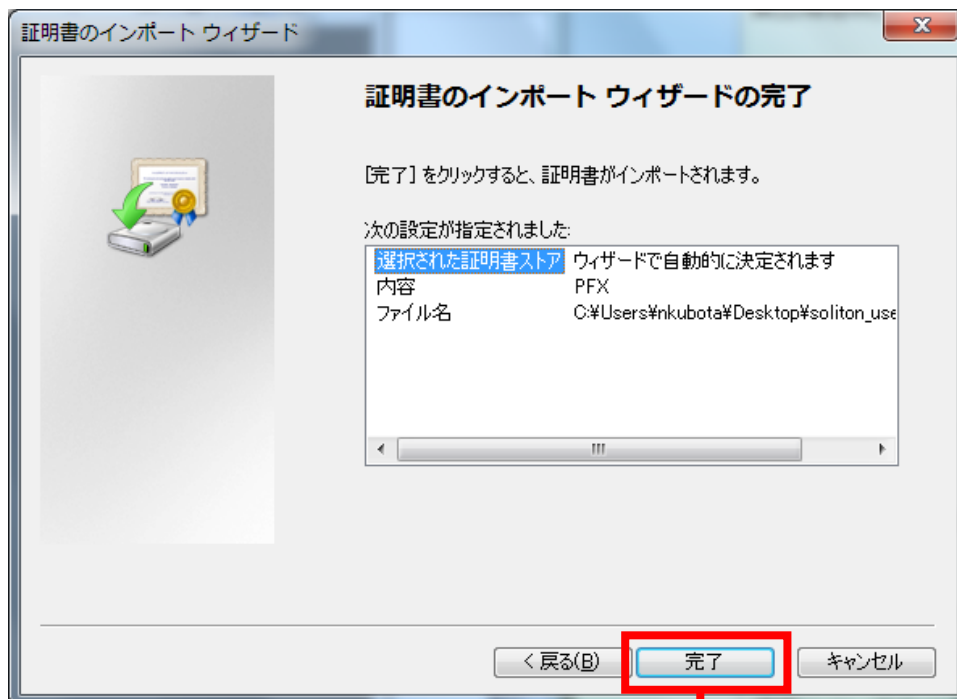 証明書のインポート ウィザード
証明書のインポート ウィザードの完了
[完了] をクリックすると、証明書がインポートされます。
次の設定が指定されました:
選択された証明書ストア ウィザードで自動的に決定されます
内容 PFX
ファイル名 C:¥Users¥nkubota¥Desktop¥soliton_use
< 戻る(B) 完了 キャンセル